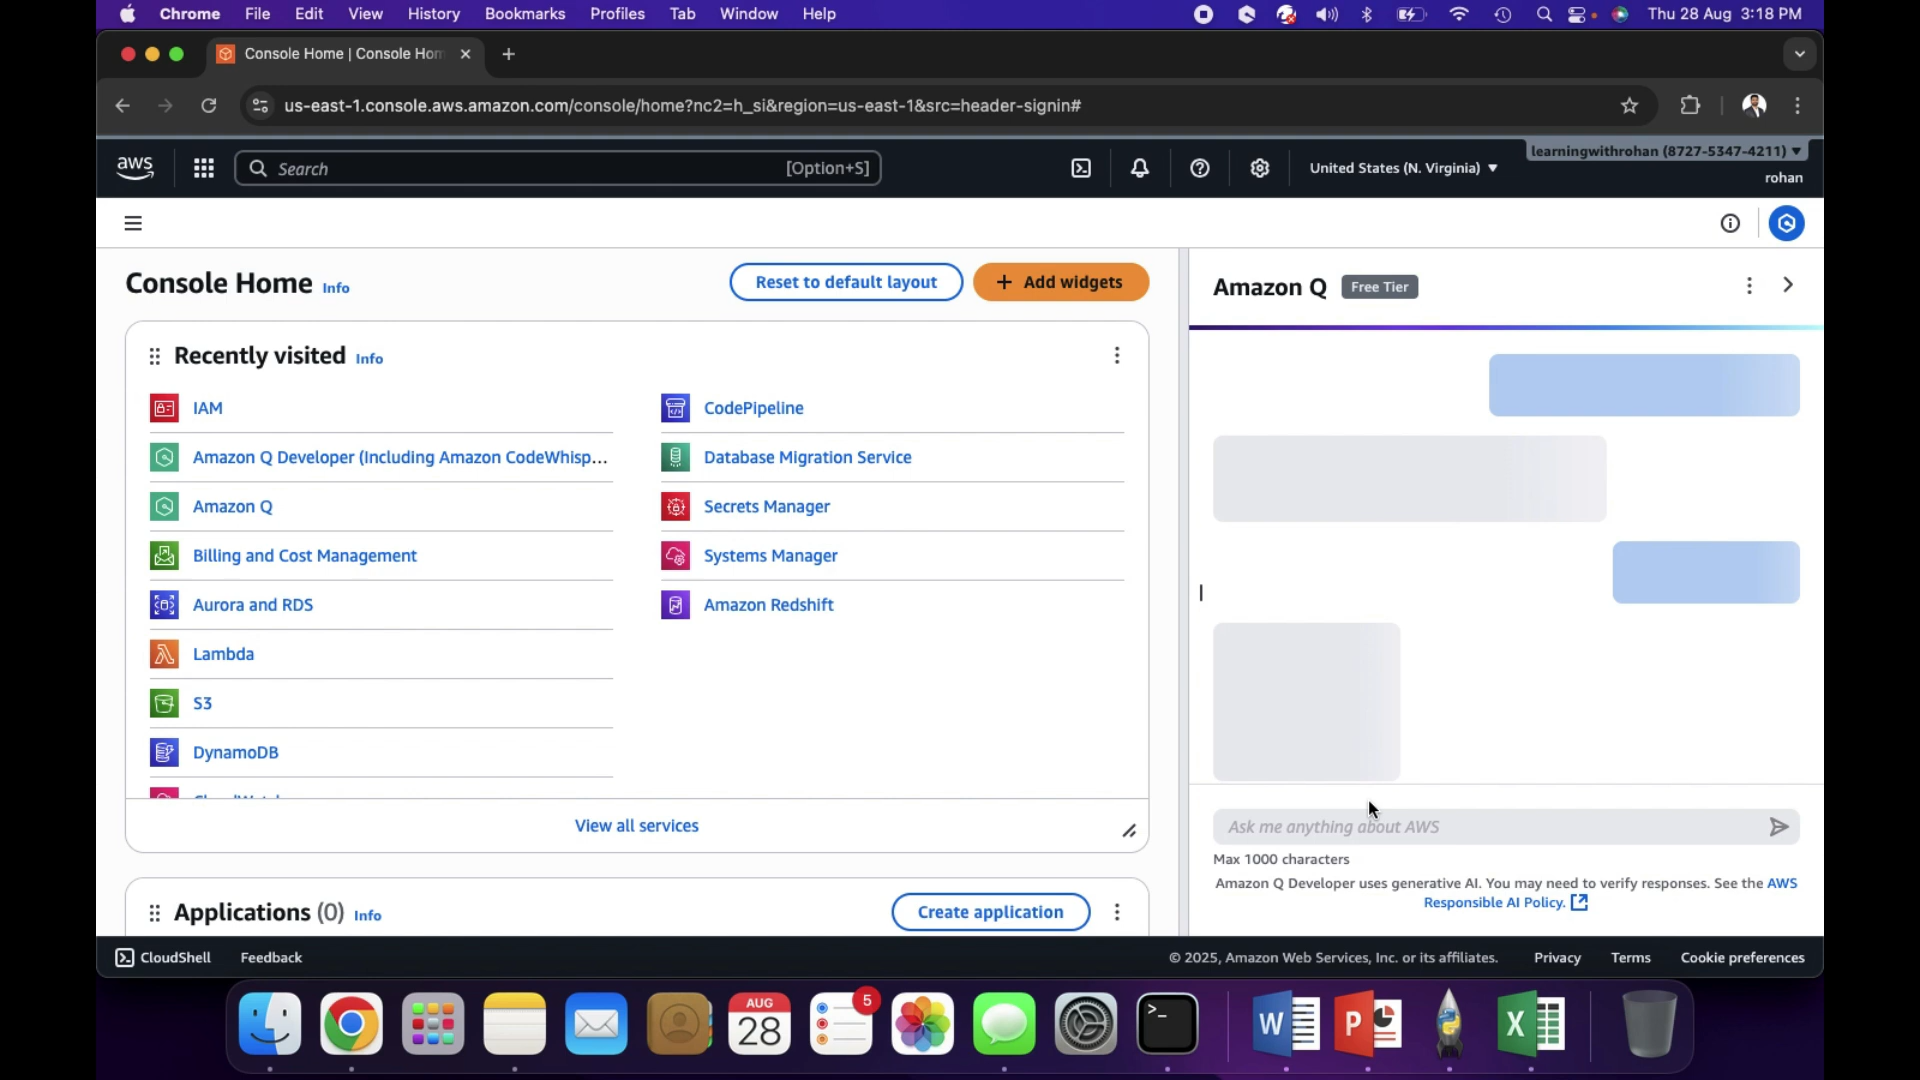 Chrome File Edit View History Bookmarks Profiles Tab Window Help Thu 28 Aug 3:18 PM
Console Home | Console Hom
us-east-1.console.aws.amazon.com/console/home?nc2=h_si&region=us-east-1&src=header-signin#
aws Search [Option+S] United States (N. Virginia) learningwithrohan (8727-5347-4211)
rohan
Console Home Info Reset to default layout + Add widgets
Amazon Q Free Tier
Recently visited Info
IAM CodePipeline
Amazon Q Developer (Including Amazon CodeWhisp... Database Migration Service
Amazon Q Secrets Manager
Billing and Cost Management Systems Manager
Aurora and RDS Amazon Redshift
Lambda
S3
DynamoDB
View all services
Ask me anything about AWS
Max 1000 characters
Amazon Q Developer uses generative AI. You may need to verify responses. See the AWS
Responsible AI Policy.
Applications (0) Info Create application
CloudShell Feedback © 2025, Amazon Web Services, Inc. or its affiliates. Privacy Terms Cookie preferences
AUG
28
5
>_
W
P
X